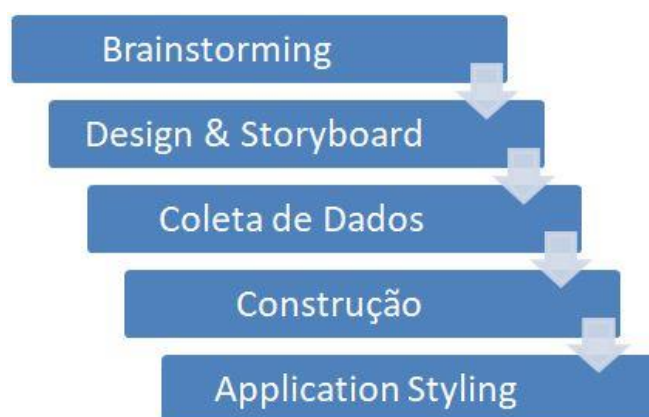 Brainstorming
Design & Storyboard
Coleta de Dados
Construção
Application Styling